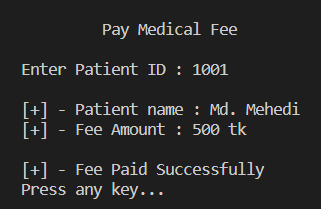 Pay Medical Fee
Enter Patient ID : 1001
[+] - Patient name : Md. Mehedi
[+] - Fee Amount : 500 tk
[+] - Fee Paid Successfully
Press any key...